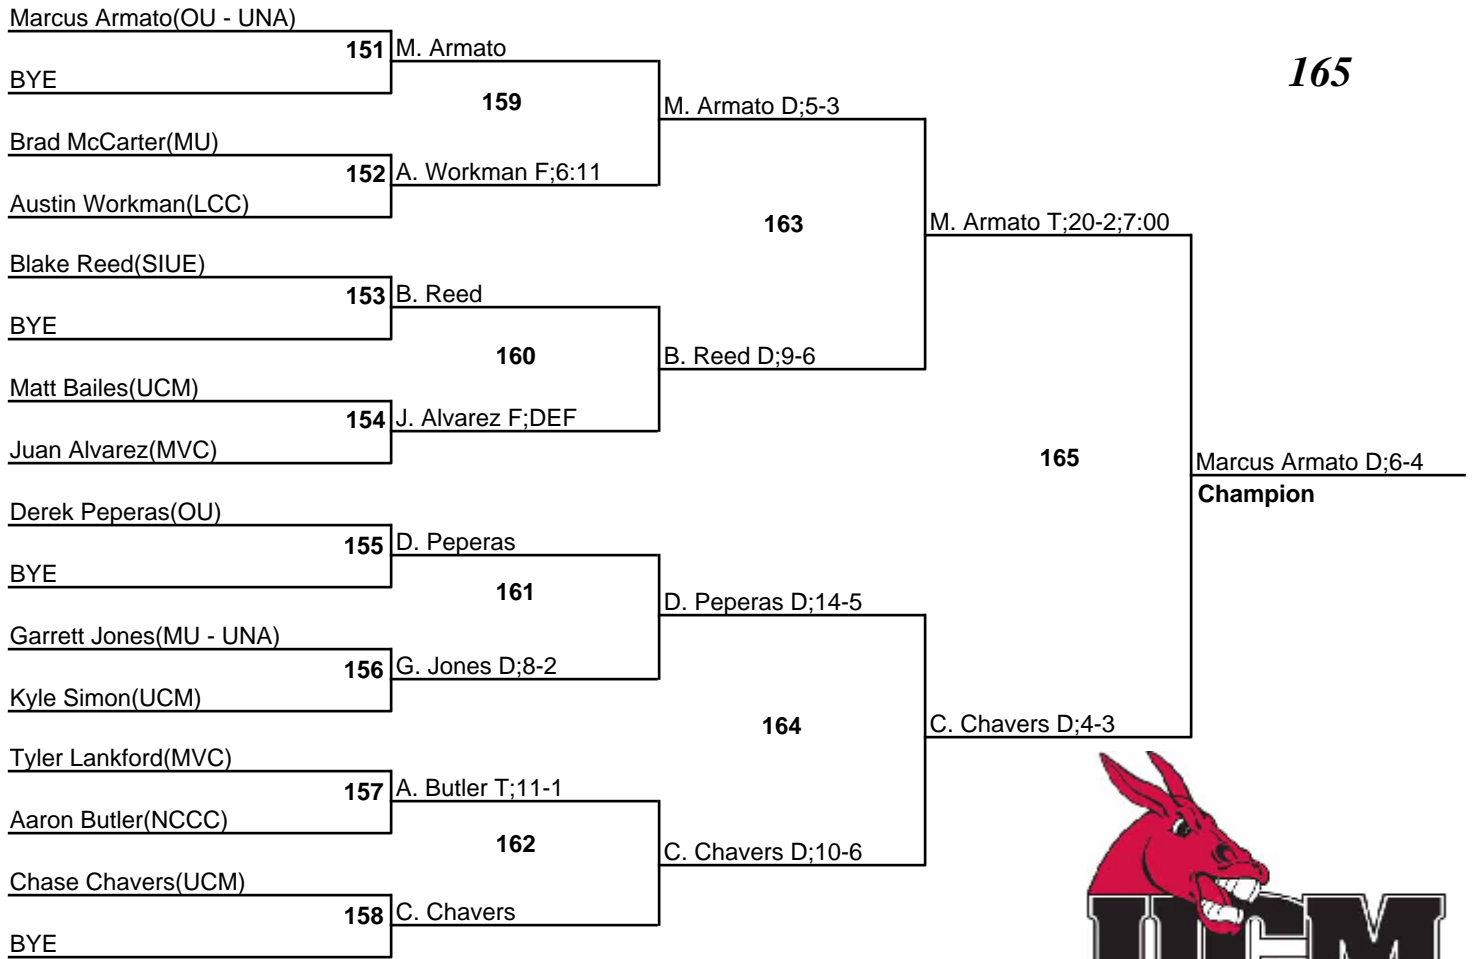 Marcus Armato(OU - UNA)
151
M. Armato
BYE
165
159
M. Armato D;5-3
Brad McCarter(MU)
152
A. Workman F;6:11
Austin Workman(LCC)
163
M. Armato T;20-2;7:00
Blake Reed(SIUE)
153
B. Reed
BYE
160
B. Reed D;9-6
Matt Bailes(UCM)
154
J. Alvarez F;DEF
Juan Alvarez(MVC)
165
Marcus Armato D;6-4
Champion
Derek Peperas(OU)
155
D. Peperas
BYE
161
D. Peperas D;14-5
Garrett Jones(MU - UNA)
156
G. Jones D;8-2
Kyle Simon(UCM)
164
C. Chavers D;4-3
Tyler Lankford(MVC)
157
A. Butler T;11-1
Aaron Butler(NCCC)
162
C. Chavers D;10-6
Chase Chavers(UCM)
158
C. Chavers
BYE
UCM